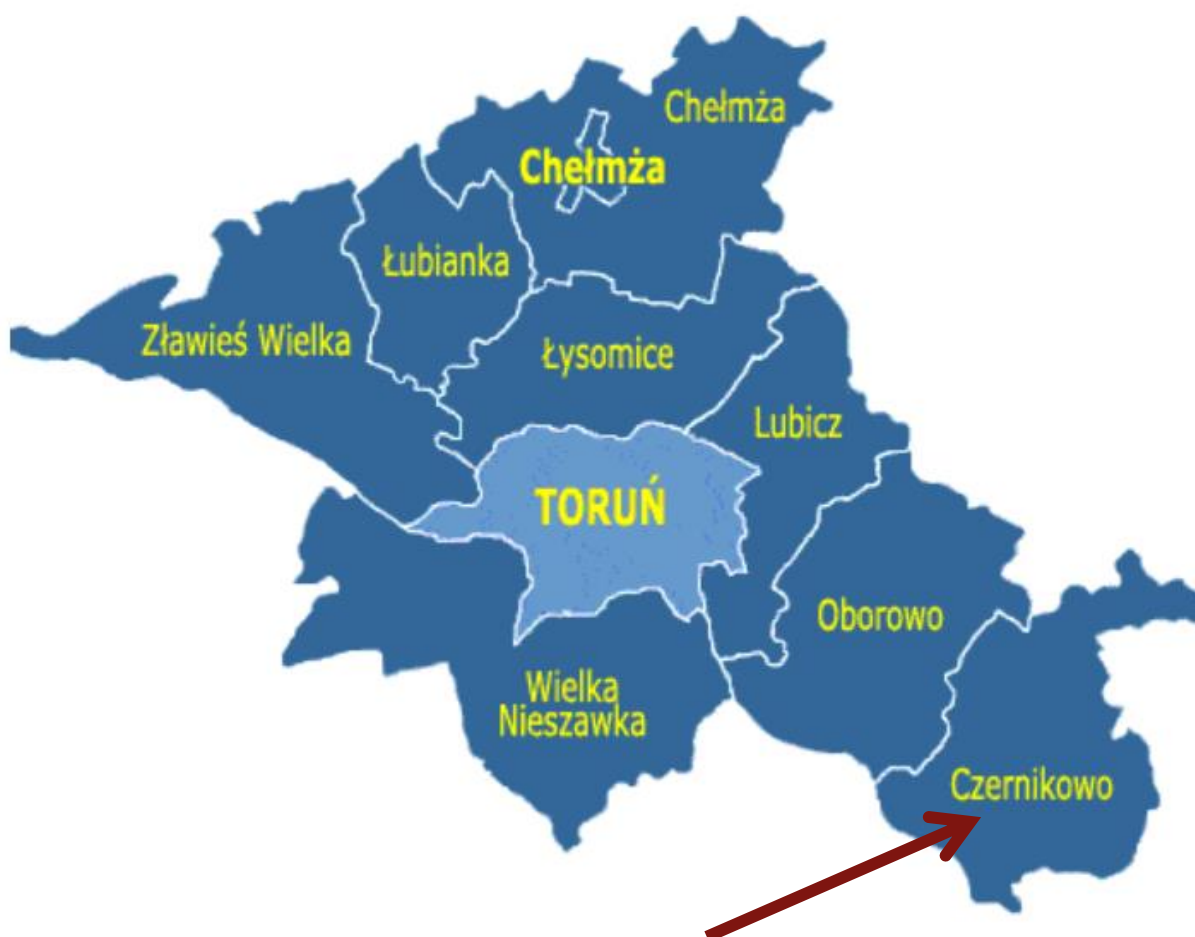 Chełmża
Chełmża
Łubianka
Zławieś Wielka
Łysomice
Lubicz
TORUŃ
Oborowo
Wielka
Nieszawka
Czernikowo